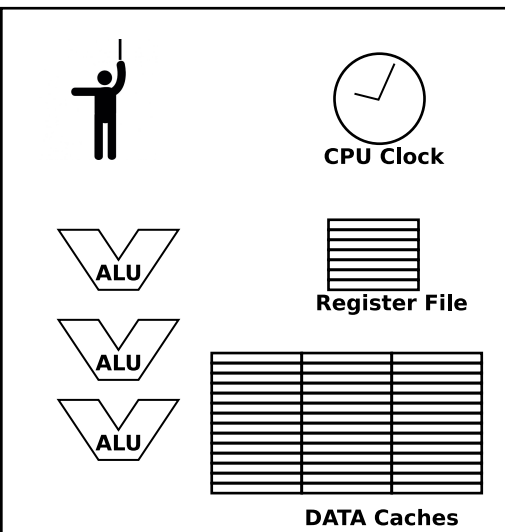 CPU Clock
ALU
Register File
ALU
ALU
DATA Caches